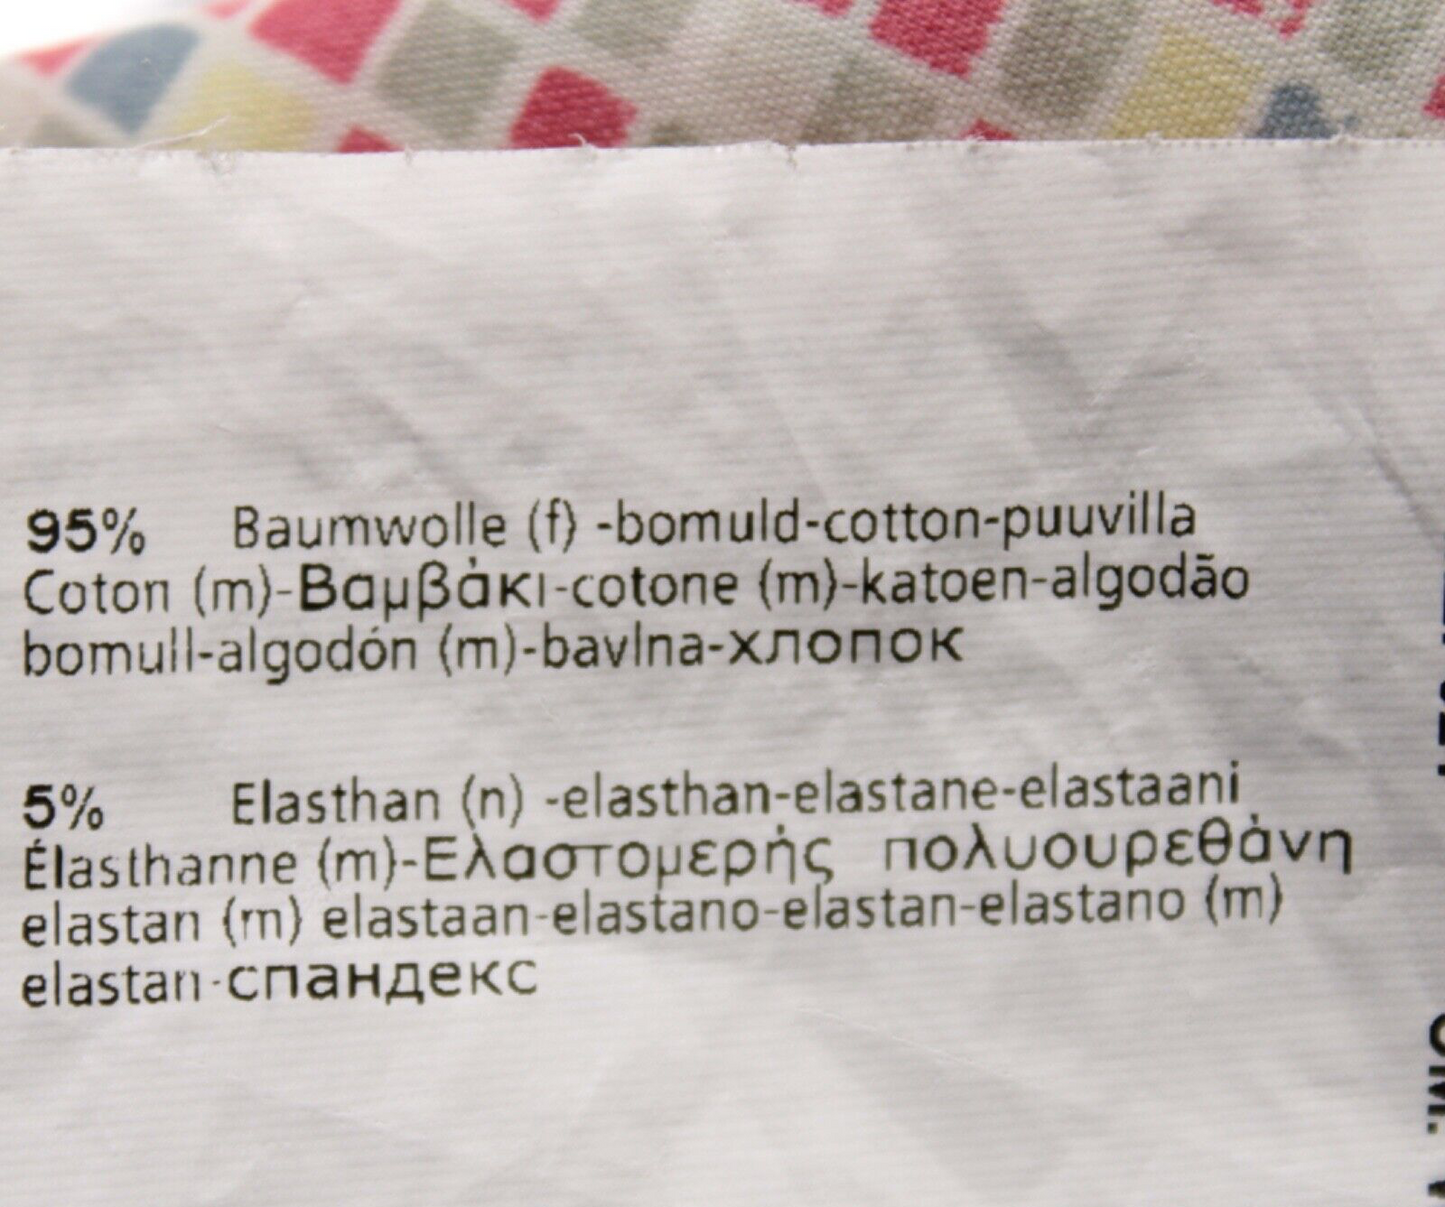 95% Baumwolle (f) -bomuld-cotton-puuvilla
Coton (m)-Βαμβάκι-cotone (m)-katoen-algodão
bomull-algodón (m)-bavlna-хлопок
5% Elasthan (n) -elasthan-elastane-elastaani
Élasthanne (m)-Ελαστομερής πολυουρεθάνη
elastan (m) elastaan-elastano-elastan-elastano (m)
elastan-спандекс